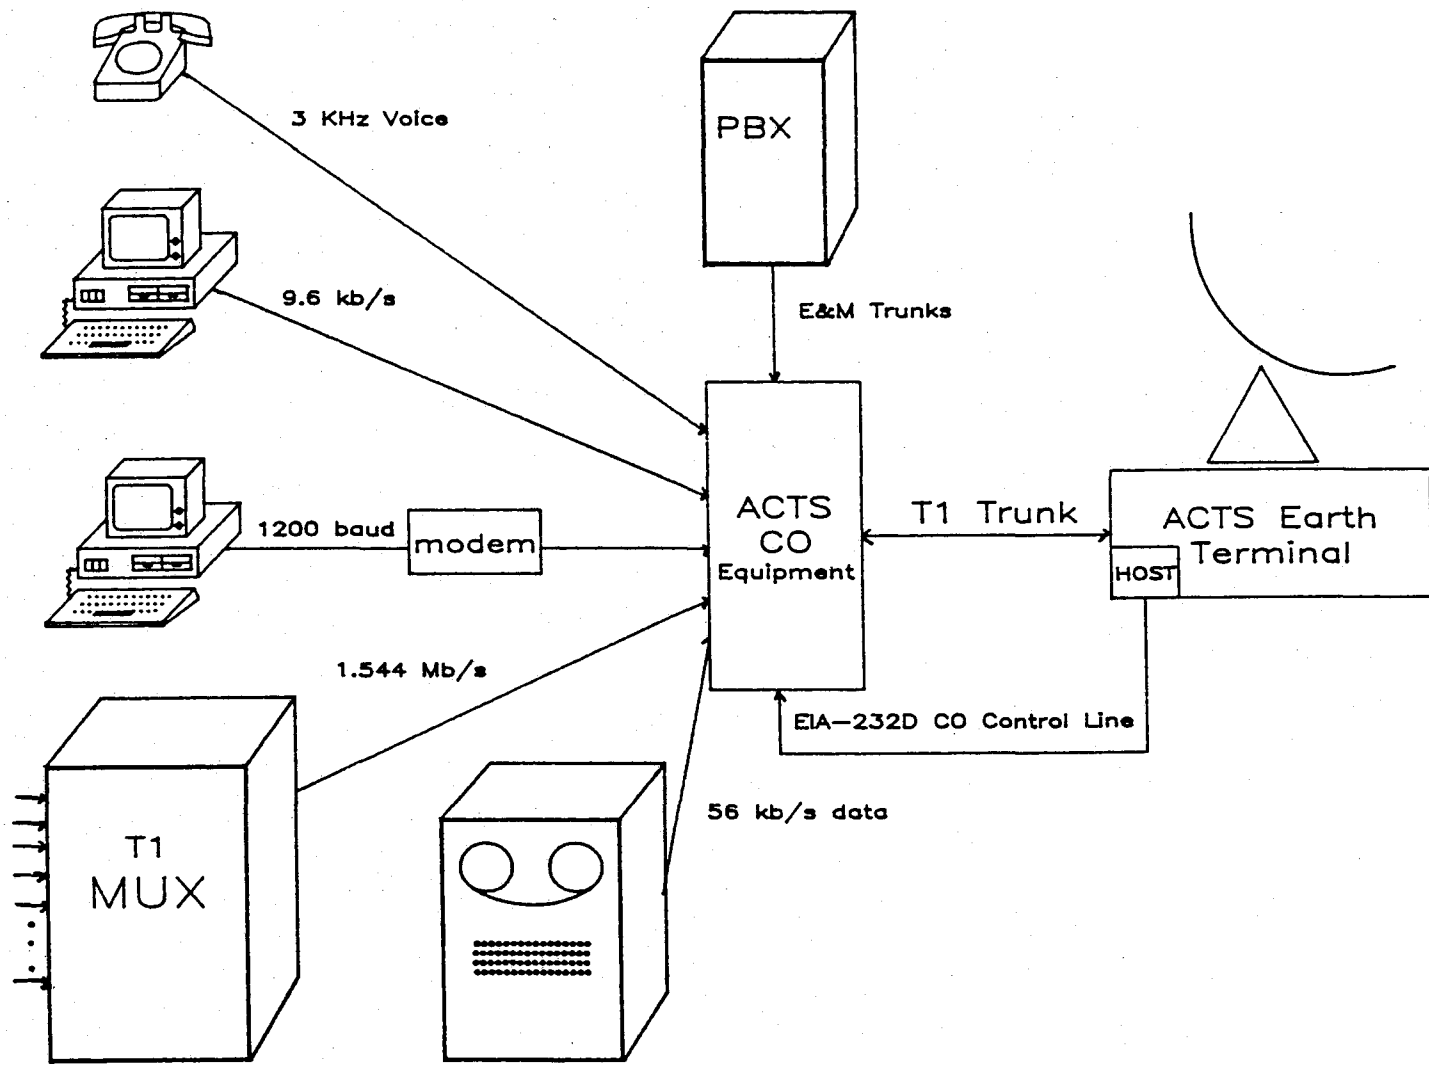 3 KHz Voice
PBX
9.6 kb/s
E&M Trunks
1200 baud
modem
ACTS
CO
Equipment
T1 Trunk
ACTS Earth
Terminal
HOST
1.544 Mb/s
EIA-232D CO Control Line
56 kb/s data
T1
MUX